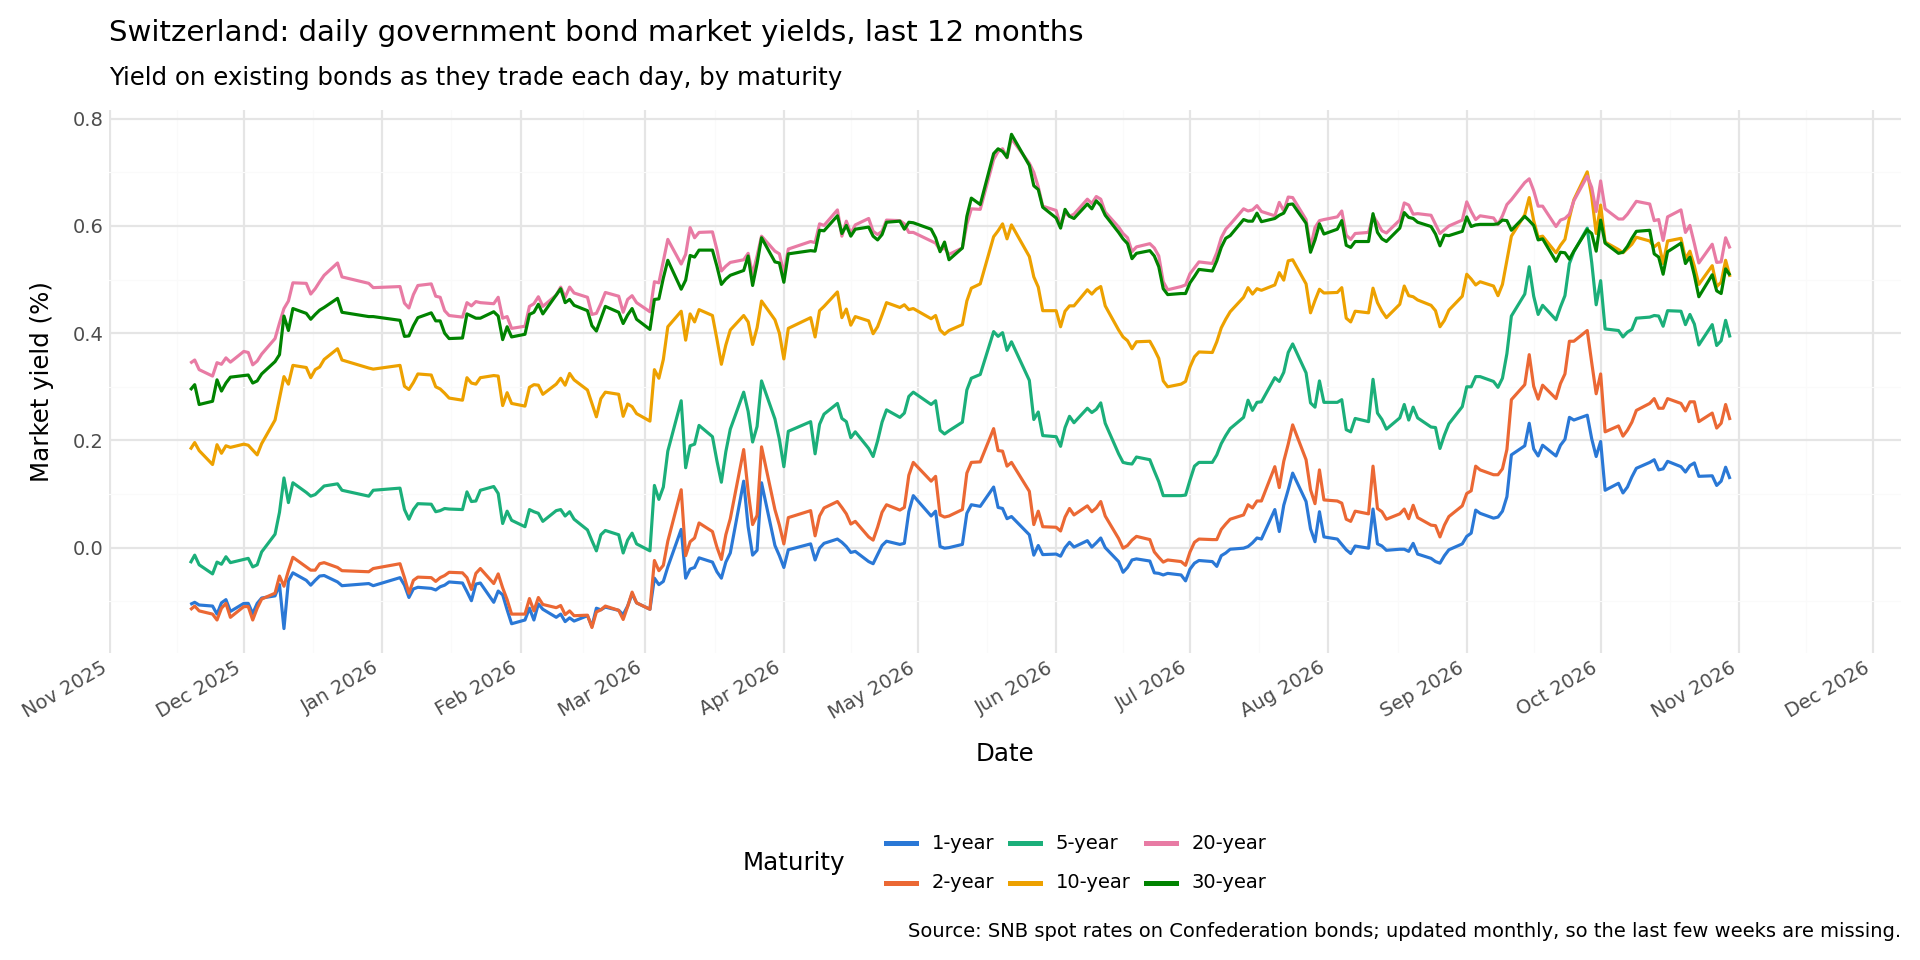 Switzerland: daily government bond market yields, last 12 months
Yield on existing bonds as they trade each day, by maturity
Market yield (%)
0.8
0.6
0.4
0.2
0.0
Nov 2025
Dec 2025
Jan 2026
Feb 2026
Mar 2026
Apr 2026
May 2026
Jun 2026
Jul 2026
Aug 2026
Sep 2026
Oct 2026
Nov 2026
Dec 2026
Date
Maturity
1-year
5-year
20-year
2-year
10-year
30-year
Source: SNB spot rates on Confederation bonds; updated monthly, so the last few weeks are missing.